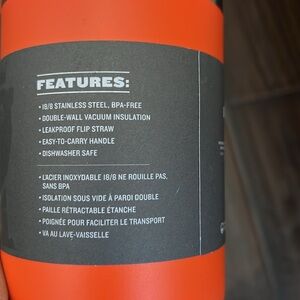 FEATURES:
• 18/8 STAINLESS STEEL, BPA-FREE
• DOUBLE-WALL VACUUM INSULATION
• LEAKPROOF FLIP STRAW
• EASY-TO-CARRY HANDLE
• DISHWASHER SAFE
• L'ACIER INOXYDABLE 18/8 NE ROUILLE PAS,
SANS BPA
• ISOLATION SOUS VIDE À PAROI DOUBLE
• PAILLE RÉTRACTABLE ÉTANCHE
• POIGNÉE POUR FACILITER LE TRANSPORT
• VA AU LAVE-VAISSELLE